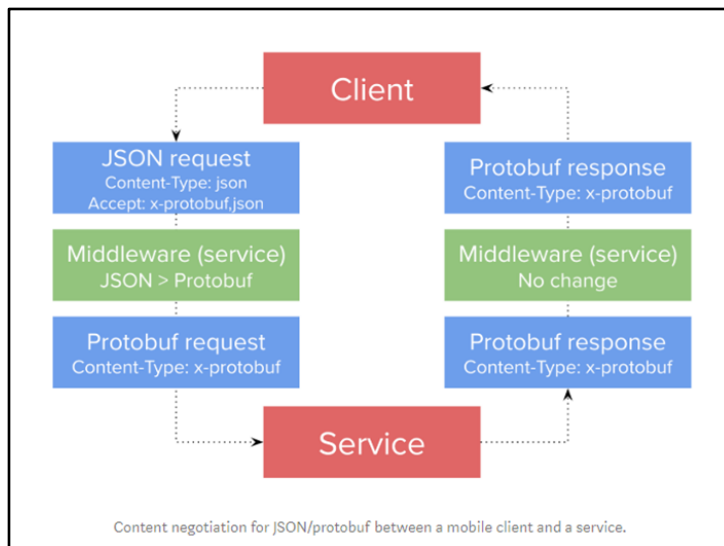 Client
JSON request
Content-Type: json
Accept: x-protobuf,json
Middleware (service)
JSON > Protobuf
Protobuf request
Content-Type: x-protobuf
Service
Protobuf response
Content-Type: x-protobuf
Middleware (service)
No change
Protobuf response
Content-Type: x-protobuf
Content negotiation for JSON/protobuf between a mobile client and a service.